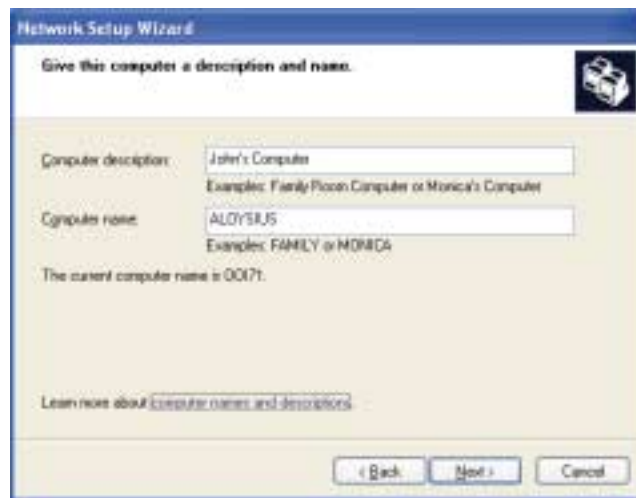 Network Setup Wizard
Give this computer a description and name.
Computer description: John's Computer
Examples: Family Room Computer or Monica's Computer
Computer name: ALOYSIUS
Examples: FAMILY or MONICA
The current computer name is
Learn more about computer names and descriptions.
< Back Next > Cancel